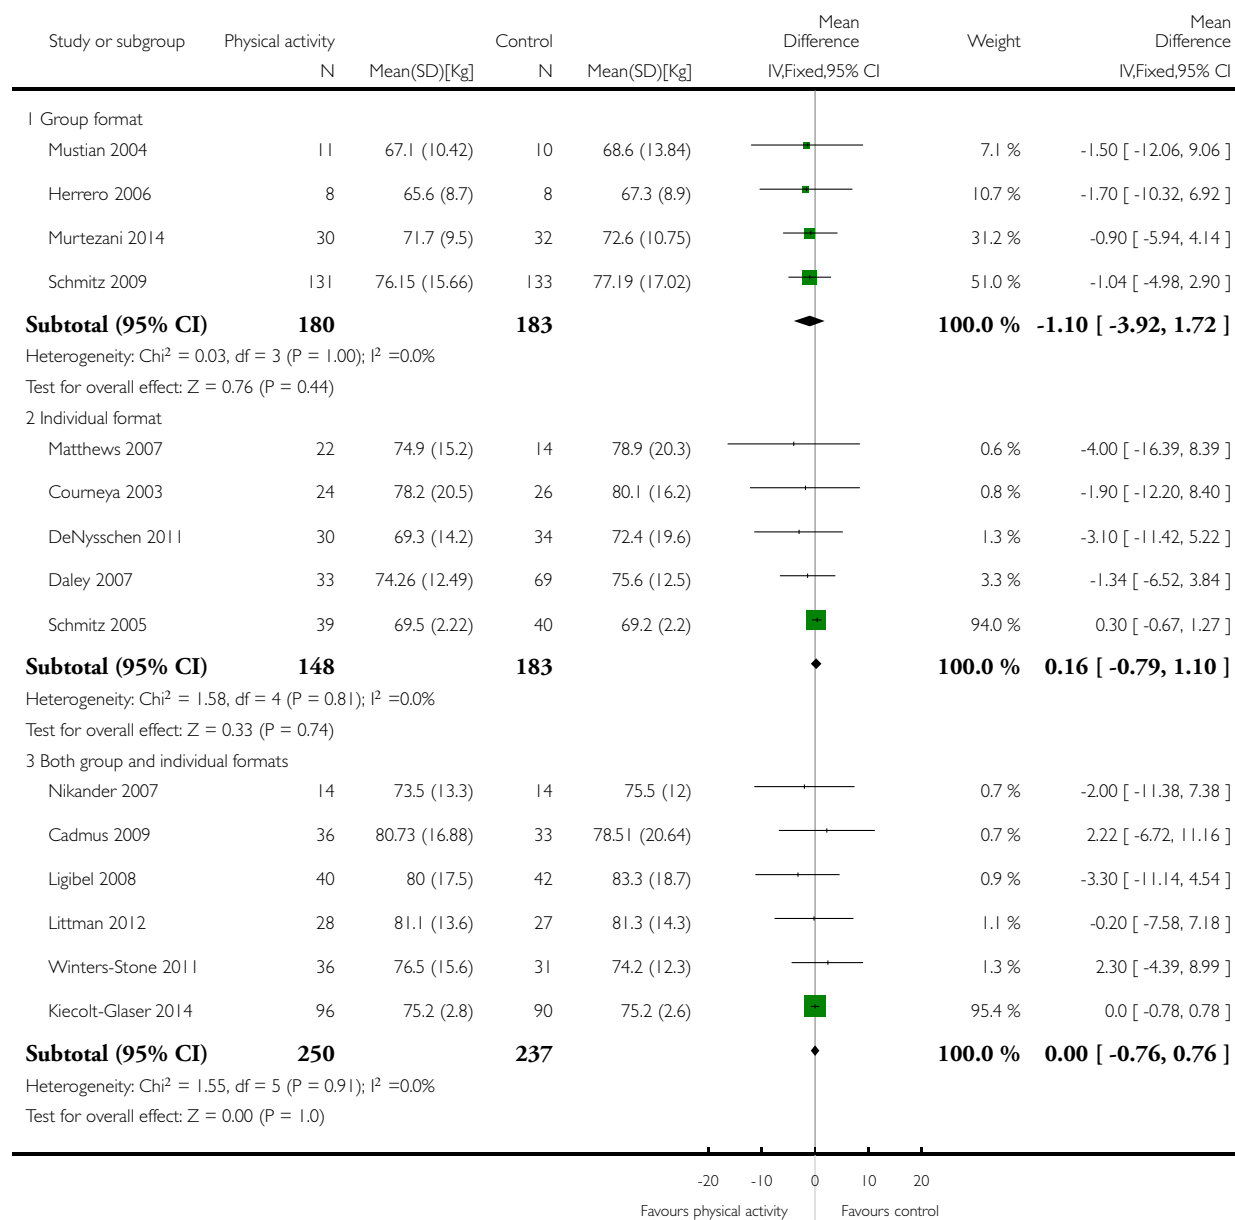 Mean Mean
Study or subgroup Physical activity Control Difference Weight Difference
N Mean(SD)[Kg] N Mean(SD)[Kg] IV,Fixed,95% CI IV,Fixed,95% CI
1 Group format
Mustian 2004 11 67.1 (10.42) 10 68.6 (13.84) 7.1 % -1.50 [ -12.06, 9.06 ]
Herrero 2006 8 65.6 (8.7) 8 67.3 (8.9) 10.7 % -1.70 [ -10.32, 6.92 ]
Murtezani 2014 30 71.7 (9.5) 32 72.6 (10.75) 31.2 % -0.90 [ -5.94, 4.14 ]
Schmitz 2009 131 76.15 (15.66) 133 77.19 (17.02) 51.0 % -1.04 [ -4.98, 2.90 ]
Subtotal (95% CI) 180 183 100.0 % -1.10 [ -3.92, 1.72 ]
Heterogeneity: Chi² = 0.03, df = 3 (P = 1.00); I² =0.0%
Test for overall effect: Z = 0.76 (P = 0.44)
2 Individual format
Matthews 2007 22 74.9 (15.2) 14 78.9 (20.3) 0.6 % -4.00 [ -16.39, 8.39 ]
Courneya 2003 24 78.2 (20.5) 26 80.1 (16.2) 0.8 % -1.90 [ -12.20, 8.40 ]
DeNysschen 2011 30 69.3 (14.2) 34 72.4 (19.6) 1.3 % -3.10 [ -11.42, 5.22 ]
Daley 2007 33 74.26 (12.49) 69 75.6 (12.5) 3.3 % -1.34 [ -6.52, 3.84 ]
Schmitz 2005 39 69.5 (2.22) 40 69.2 (2.2) 94.0 % 0.30 [ -0.67, 1.27 ]
Subtotal (95% CI) 148 183 100.0 % 0.16 [ -0.79, 1.10 ]
Heterogeneity: Chi² = 1.58, df = 4 (P = 0.81); I² =0.0%
Test for overall effect: Z = 0.33 (P = 0.74)
3 Both group and individual formats
Nikander 2007 14 73.5 (13.3) 14 75.5 (12) 0.7 % -2.00 [ -11.38, 7.38 ]
Cadmus 2009 36 80.73 (16.88) 33 78.51 (20.64) 0.7 % 2.22 [ -6.72, 11.16 ]
Ligibel 2008 40 80 (17.5) 42 83.3 (18.7) 0.9 % -3.30 [ -11.14, 4.54 ]
Littman 2012 28 81.1 (13.6) 27 81.3 (14.3) 1.1 % -0.20 [ -7.58, 7.18 ]
Winters-Stone 2011 36 76.5 (15.6) 31 74.2 (12.3) 1.3 % 2.30 [ -4.39, 8.99 ]
Kiecolt-Glaser 2014 96 75.2 (2.8) 90 75.2 (2.6) 95.4 % 0.0 [ -0.78, 0.78 ]
Subtotal (95% CI) 250 237 100.0 % 0.00 [ -0.76, 0.76 ]
Heterogeneity: Chi² = 1.55, df = 5 (P = 0.91); I² =0.0%
Test for overall effect: Z = 0.00 (P = 1.0)
-20 -10 0 10 20
Favours physical activity Favours control